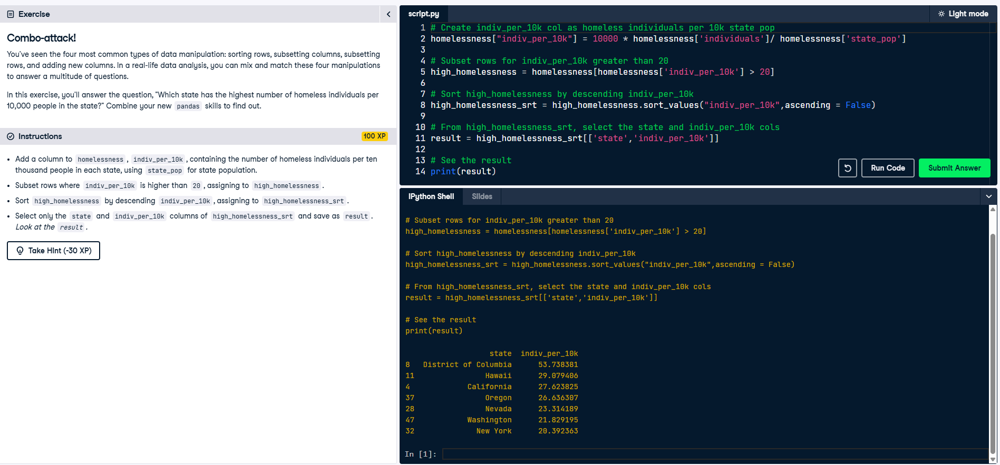 Exercise
Combo-attack!
You've seen the four most common types of data manipulation: sorting rows, subsetting columns, subsetting
rows, and adding new columns. In a real-life data analysis, you can mix and match these four manipulations
to answer a multitude of questions.
In this exercise, you'll answer the question, "Which state has the highest number of homeless individuals per
10,000 people in the state?" Combine your new pandas skills to find out.
Instructions
100 XP
• Add a column to homelessness , indiv_per_10k , containing the number of homeless individuals per ten
thousand people in each state, using state_pop for state population.
• Subset rows where indiv_per_10k is higher than 20 , assigning to high_homelessness .
• Sort high_homelessness by descending indiv_per_10k , assigning to high_homelessness_srt .
• Select only the state and indiv_per_10k columns of high_homelessness_srt and save as result .
Look at the result .
Take Hint (-30 XP)
script.py
Light mode
1 # Create indiv_per_10k col as homeless individuals per 10k state pop
2 homelessness["indiv_per_10k"] = 10000 * homelessness['individuals']/ homelessness['state_pop']
3
4 # Subset rows for indiv_per_10k greater than 20
5 high_homelessness = homelessness[homelessness['indiv_per_10k'] > 20]
6
7 # Sort high_homelessness by descending indiv_per_10k
8 high_homelessness_srt = high_homelessness.sort_values("indiv_per_10k",ascending = False)
9
10 # From high_homelessness_srt, select the state and indiv_per_10k cols
11 result = high_homelessness_srt[['state','indiv_per_10k']]
12
13 # See the result
14 print(result)
Run Code
Submit Answer
IPython Shell
Slides
# Subset rows for indiv_per_10k greater than 20
high_homelessness = homelessness[homelessness['indiv_per_10k'] > 20]
# Sort high_homelessness by descending indiv_per_10k
high_homelessness_srt = high_homelessness.sort_values("indiv_per_10k",ascending = False)
# From high_homelessness_srt, select the state and indiv_per_10k cols
result = high_homelessness_srt[['state','indiv_per_10k']]
# See the result
print(result)
state indiv_per_10k
8 District of Columbia 53.738381
11 Hawaii 29.079406
4 California 27.623825
37 Oregon 26.636307
28 Nevada 23.314189
47 Washington 21.829195
32 New York 20.392363
In [1]: